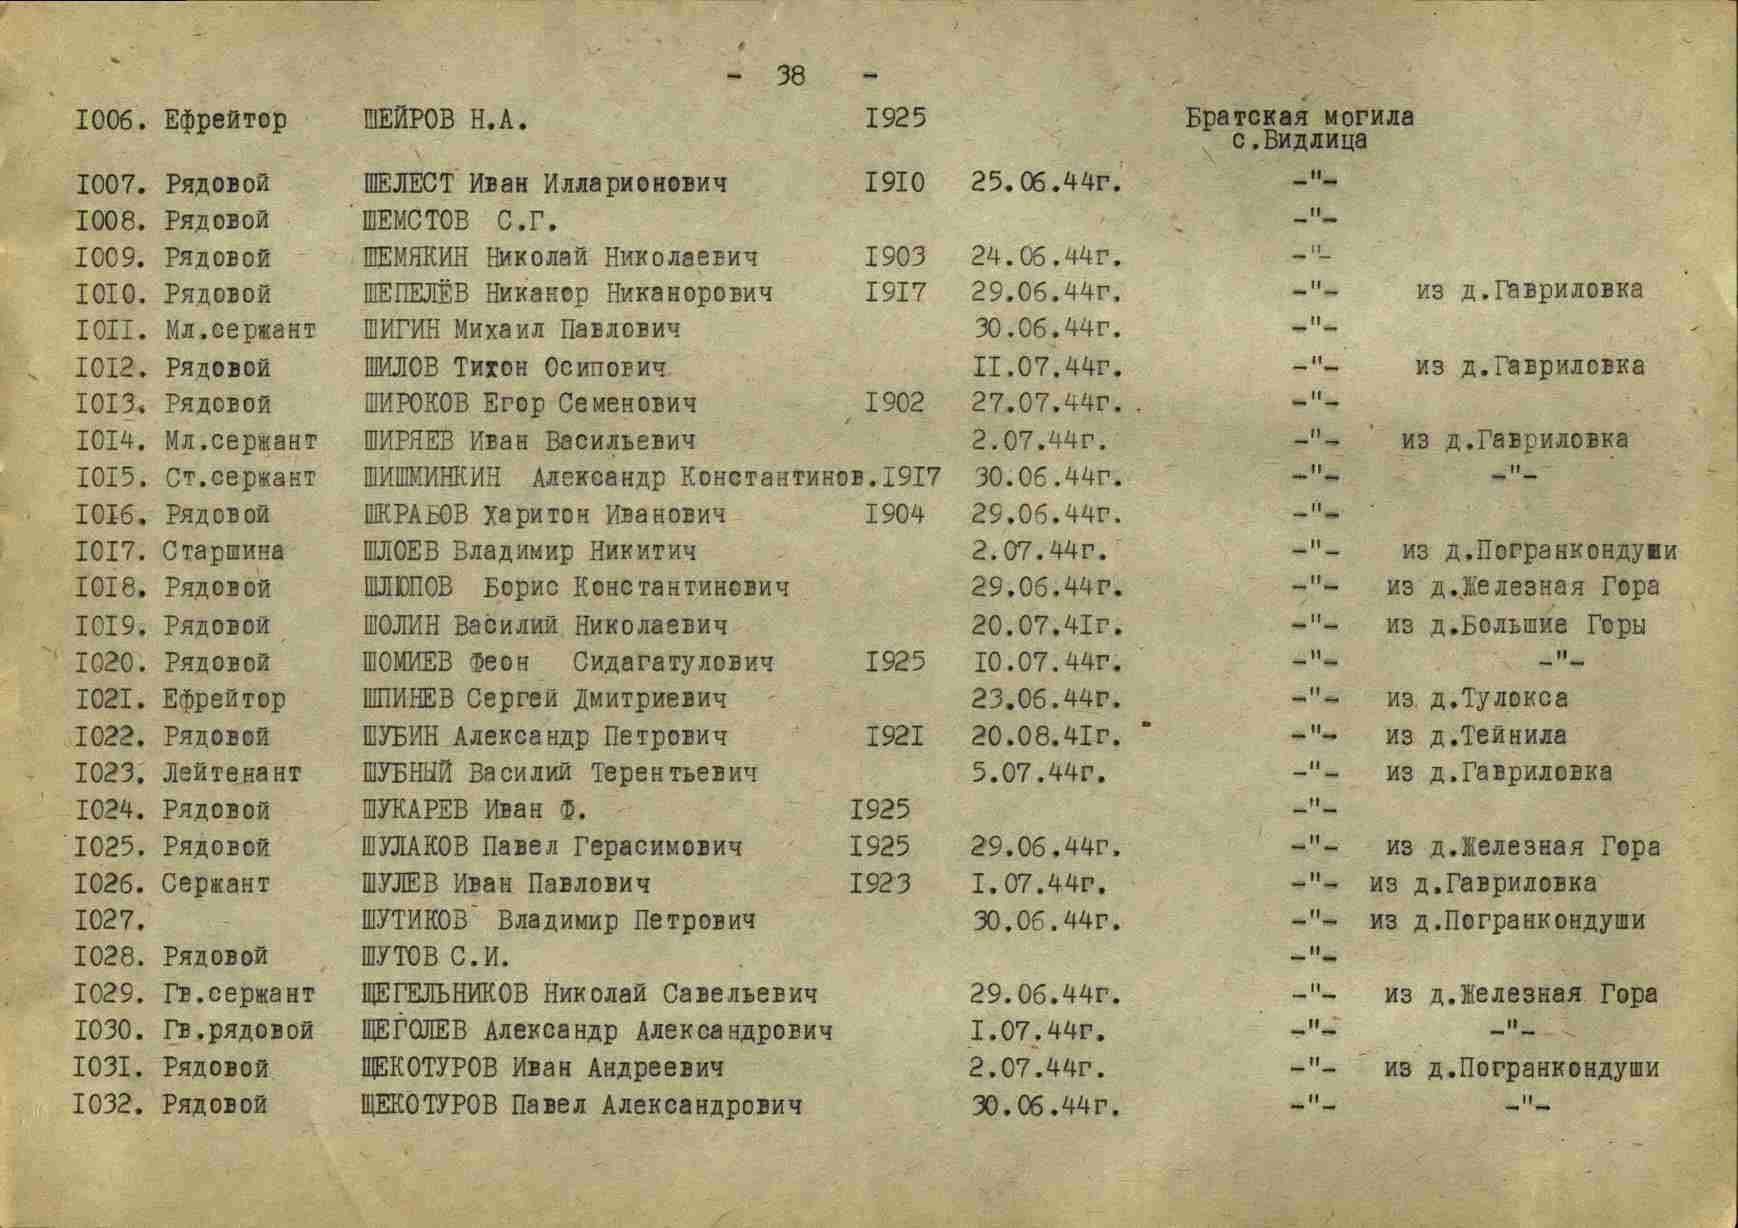 - 38 -
I006. Ефрейтор ШЕЙРОВ Н.А. I925 Братская могила
с.Видлица
I007. Рядовой ШЕЛЕСТ Иван Илларионович I9I0 25.06.44г. -"-
I008. Рядовой ШЕМСТОВ С.Г. -"-
I009. Рядовой ШЕМЯКИН Николай Николаевич I903 24.06.44г. -"-
I0I0. Рядовой ШЕПЕЛЁВ Никанор Никанорович I9I7 29.06.44г. -"- из д.Гавриловка
I0II. Мл.сержант ШИГИН Михаил Павлович 30.06.44г. -"-
I0I2. Рядовой ШИЛОВ Тихон Осипович II.07.44г. -"- из д.Гавриловка
I0I3. Рядовой ШИРОКОВ Егор Семенович I902 27.07.44г. -"-
I0I4. Мл.сержант ШИРЯЕВ Иван Васильевич 2.07.44г. -"- из д.Гавриловка
I0I5. Ст.сержант ШИШМИНКИН Александр Константинов.I9I7 30.06.44г. -"- -"-
I0I6. Рядовой ШКРАБОВ Харитон Иванович I904 29.06.44г. -"-
I0I7. Старшина ШЛОЕВ Владимир Никитич 2.07.44г. -"- из д.Погранкондуши
I0I8. Рядовой ШЛЮПОВ Борис Константинович 29.06.44г. -"- из д.Железная Гора
I0I9. Рядовой ШОЛИН Василий Николаевич 20.07.4Iг. -"- из д.Большие Горы
I020. Рядовой ШОМИЕВ Феон Сидагатулович I925 I0.07.44г. -"- -"-
I02I. Ефрейтор ШПИНЕВ Сергей Дмитриевич 23.06.44г. -"- из д.Тулокса
I022. Рядовой ШУБИН Александр Петрович I92I 20.08.4Iг. -"- из д.Тейнила
I023. Лейтенант ШУБНЫЙ Василий Терентьевич 5.07.44г. -"- из д.Гавриловка
I024. Рядовой ШУКАРЕВ Иван Ф. I925 -"-
I025. Рядовой ШУЛАКОВ Павел Герасимович I925 29.06.44г. -"- из д.Железная Гора
I026. Сержант ШУЛЕВ Иван Павлович I923 I.07.44г. -"- из д.Гавриловка
I027. ШУТИКОВ Владимир Петрович 30.06.44г. -"- из д.Погранкондуши
I028. Рядовой ШУТОВ С.И. -"-
I029. Гв.сержант ЩЕГЕЛЬНИКОВ Николай Савельевич 29.06.44г. -"- из д.Железная Гора
I030. Гв.рядовой ЩЕГОЛЕВ Александр Александрович I.07.44г. -"- -"-
I03I. Рядовой ЩЕКОТУРОВ Иван Андреевич 2.07.44г. -"- из д.Погранкондуши
I032. Рядовой ЩЕКОТУРОВ Павел Александрович 30.06.44г. -"- -"-